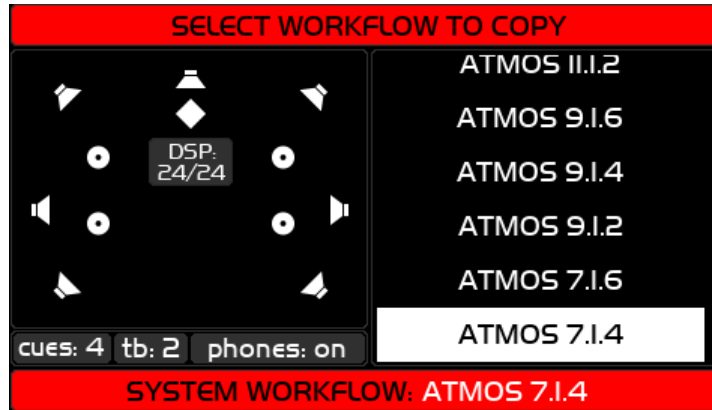 SELECT WORKFLOW TO COPY
DSP:
24/24
cues: 4 tb: 2 phones: on
ATMOS 11.1.2
ATMOS 9.1.6
ATMOS 9.1.4
ATMOS 9.1.2
ATMOS 7.1.6
ATMOS 7.1.4
SYSTEM WORKFLOW: ATMOS 7.1.4